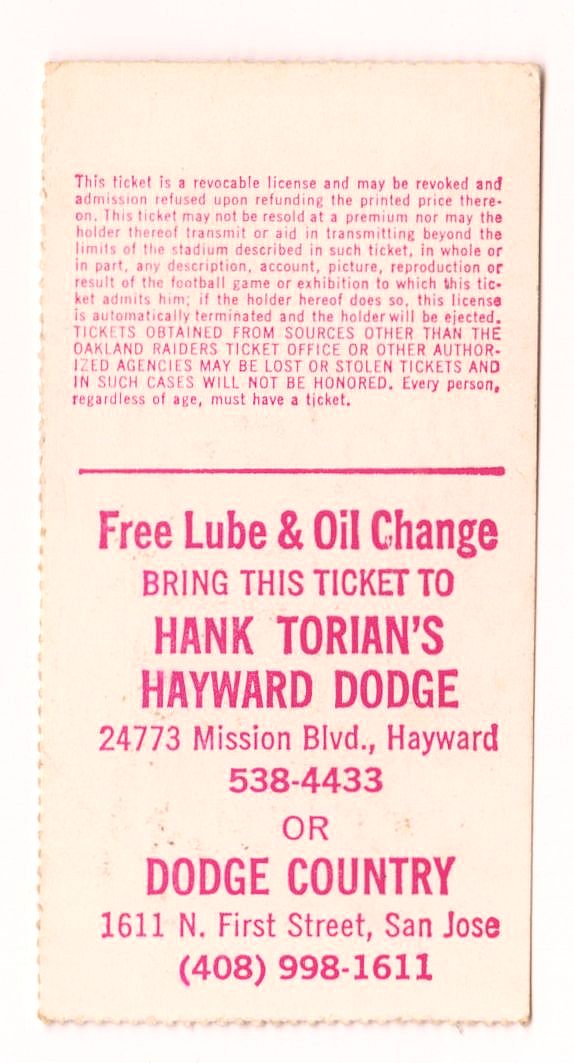 This ticket is a revocable license and may be revoked and
admission refused upon refunding the printed price there-
on. This ticket may not be resold at a premium nor may the
holder thereof transmit or aid in transmitting beyond the
limits of the stadium described in such ticket, in whole or
in part, any description, account, picture, reproduction or
result of the football game or exhibition to which this tic-
ket admits him; if the holder hereof does so, this license
is automatically terminated and the holder will be ejected.
TICKETS OBTAINED FROM SOURCES OTHER THAN THE
OAKLAND RAIDERS TICKET OFFICE OR OTHER AUTHOR-
IZED AGENCIES MAY BE LOST OR STOLEN TICKETS AND
IN SUCH CASES WILL NOT BE HONORED. Every person,
regardless of age, must have a ticket.
Free Lube & Oil Change
BRING THIS TICKET TO
HANK TORIAN'S
HAYWARD DODGE
24773 Mission Blvd., Hayward
538-4433
OR
DODGE COUNTRY
1611 N. First Street, San Jose
(408) 998-1611